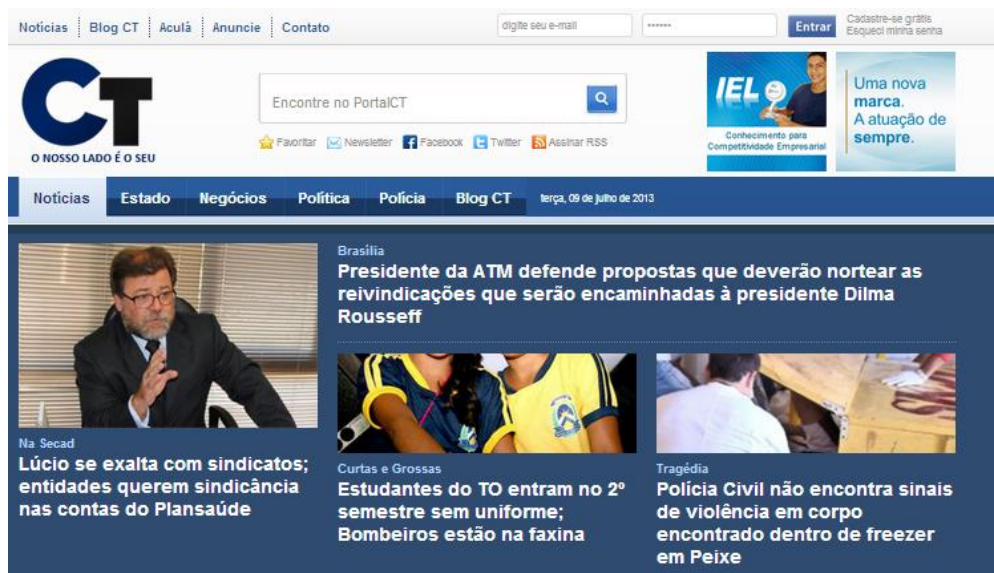 Notícias Blog CT Aculá Anuncie Contato
digite seu e-mail
Entrar
Cadastre-se grátis
Esqueci minha senha
CT
O NOSSO LADO É O SEU
Encontre no PortalCT
Favoritar Newsletter Facebook Twitter Assinar RSS
IEL
Conhecimento para
Competitividade Empresarial
Uma nova
marca.
A atuação de
sempre.
Notícias Estado Negócios Política Polícia Blog CT terça, 09 de julho de 2013
Brasília
Presidente da ATM defende propostas que deverão nortear as
reivindicações que serão encaminhadas à presidente Dilma
Rousseff
Na Secad
Lúcio se exalta com sindicatos;
entidades querem sindicância
nas contas do Plansaúde
Curtas e Grossas
Estudantes do TO entram no 2º
semestre sem uniforme;
Bombeiros estão na faxina
Tragédia
Polícia Civil não encontra sinais
de violência em corpo
encontrado dentro de freezer
em Peixe